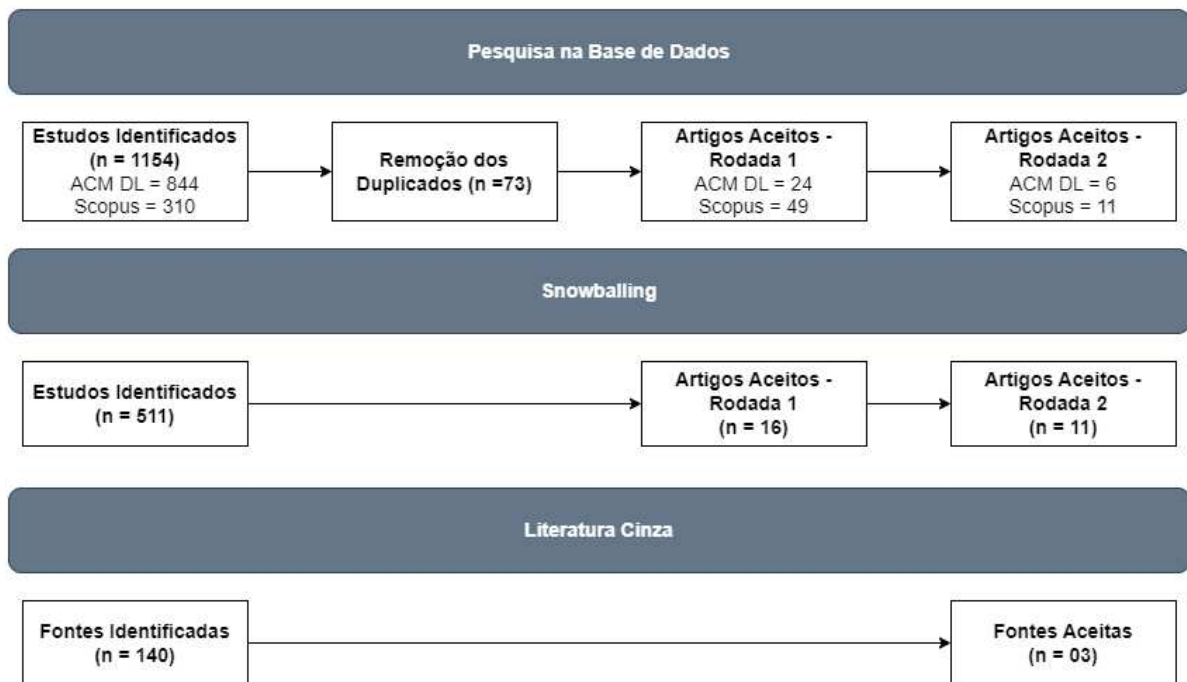 Pesquisa na Base de Dados
Estudos Identificados
(n = 1154)
ACM DL = 844
Scopus = 310
Remoção dos
Duplicados (n =73)
Artigos Aceitos -
Rodada 1
ACM DL = 24
Scopus = 49
Artigos Aceitos -
Rodada 2
ACM DL = 6
Scopus = 11
Snowballing
Estudos Identificados
(n = 511)
Artigos Aceitos -
Rodada 1
(n = 16)
Artigos Aceitos -
Rodada 2
(n = 11)
Literatura Cinza
Fontes Identificadas
(n = 140)
Fontes Aceitas
(n = 03)